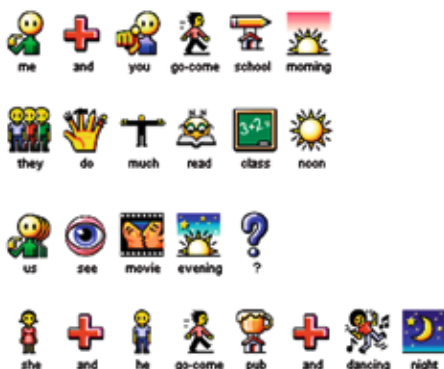 me and you go-come school morning
they do much read class noon
us see movie evening ?
she and he go-come pub and dancing night